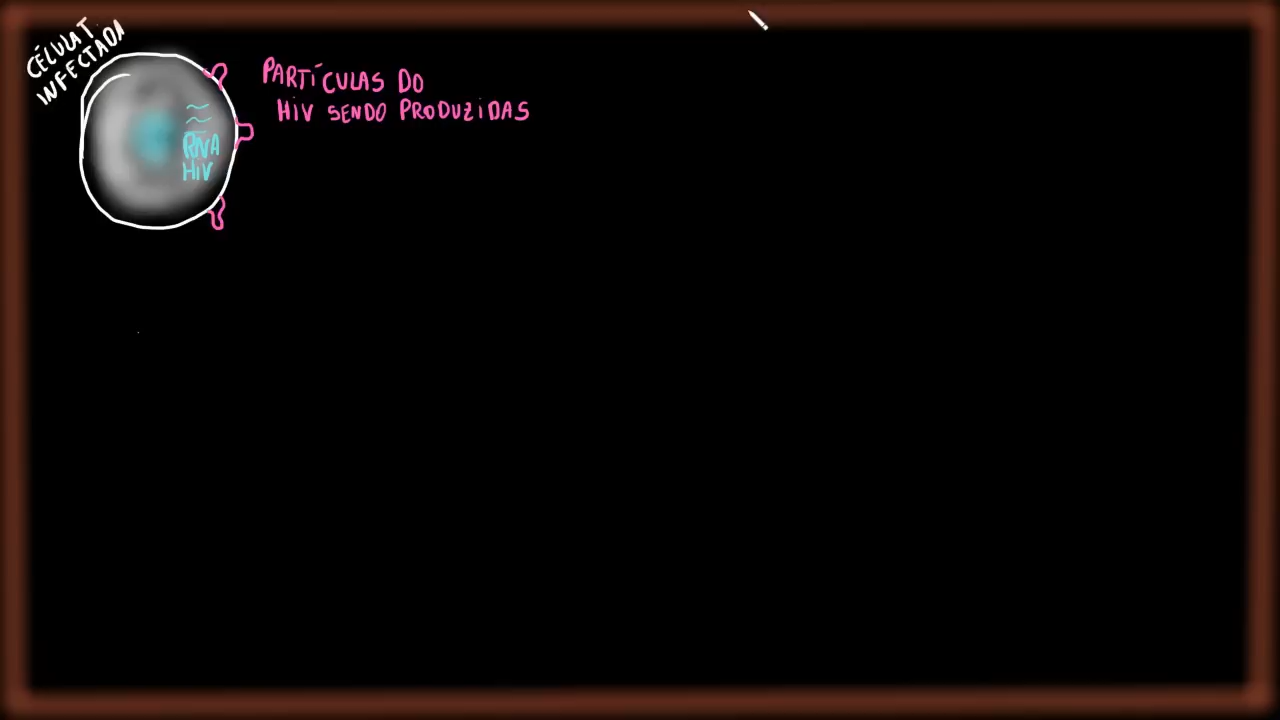 CÉLULA T
INFECTADA
PARTÍCULAS DO
HIV SENDO PRODUZIDAS
RNA
HIV